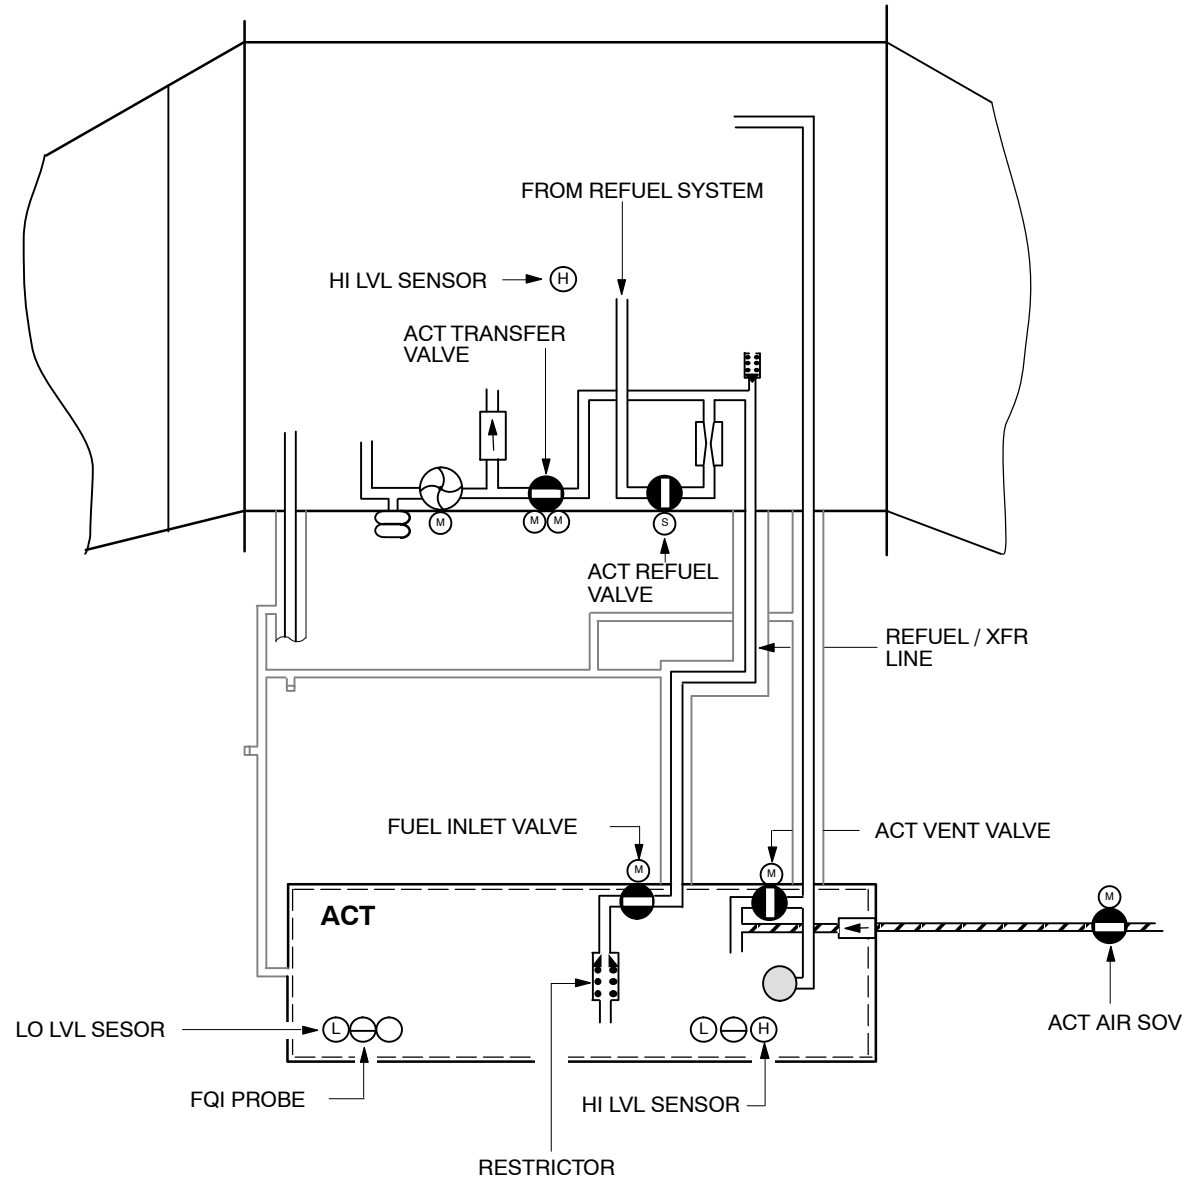 FROM REFUEL SYSTEM
HI LVL SENSOR
H
ACT TRANSFER
VALVE
M
M
M
S
ACT REFUEL
VALVE
REFUEL / XFR
LINE
FUEL INLET VALVE
ACT VENT VALVE
M
M
M
ACT
LO LVL SESOR
L
L
H
ACT AIR SOV
FQI PROBE
HI LVL SENSOR
RESTRICTOR